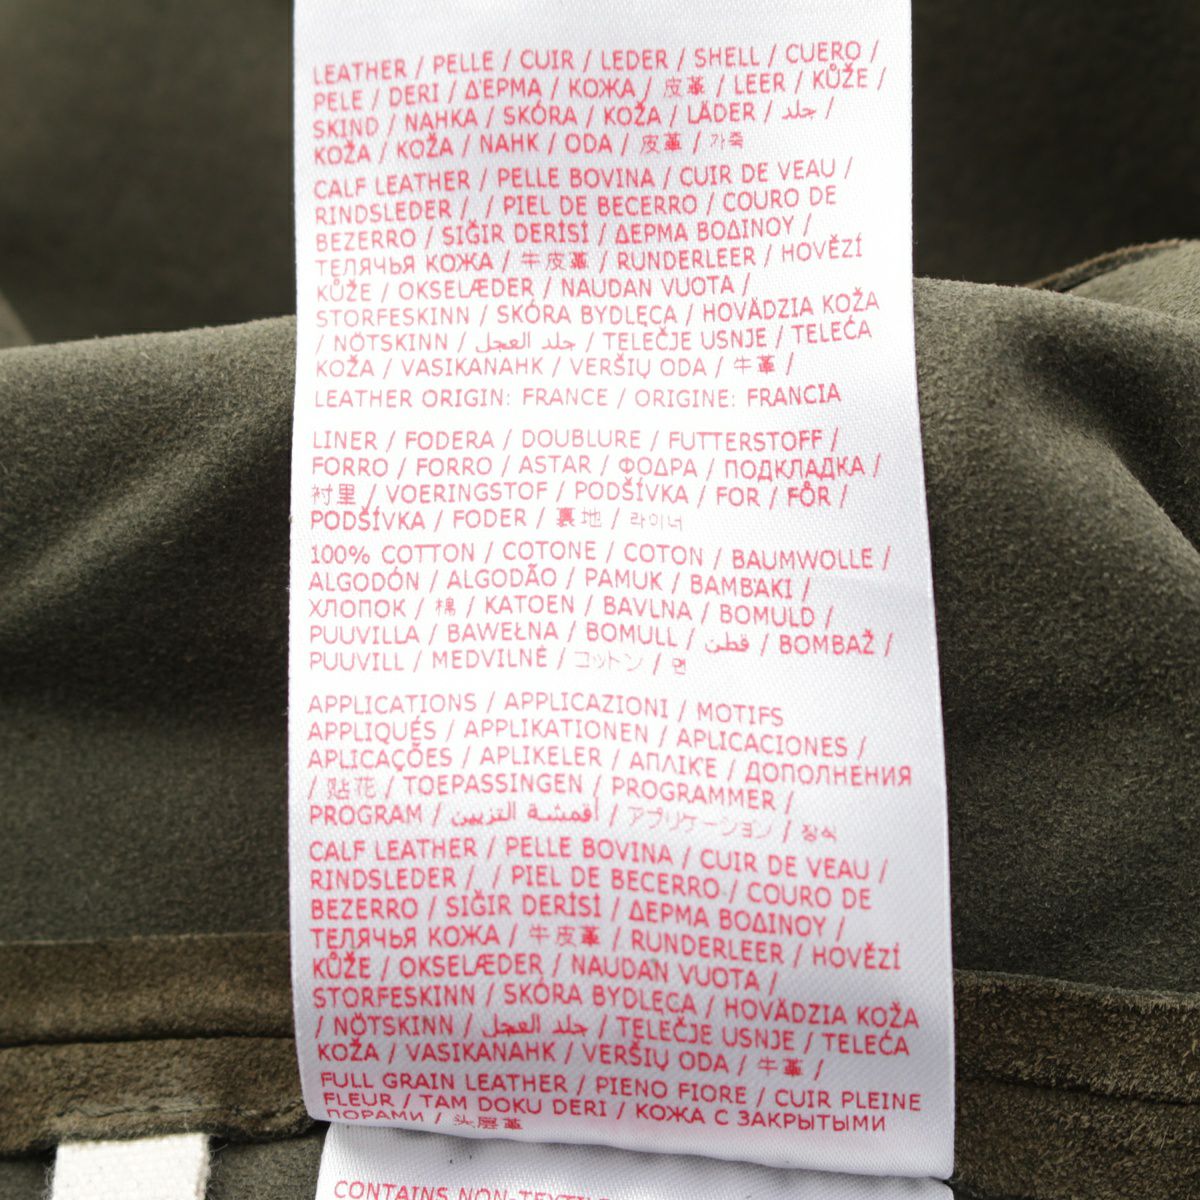 LEATHER / PELLE / CUIR / LEDER / SHELL / CUERO /
PELE / DERI / Δ'ΕΡΜΑ / КОЖА / 皮革 / LEER / KŮŽE /
SKIND / NAHKA / SKÓRA / KOŽA / LÄDER / جلد /
KOŽA / KOŽA / NAHK / ODA / 皮革 / 가죽
CALF LEATHER / PELLE BOVINA / CUIR DE VEAU /
RINDSLEDER / / PIEL DE BECERRO / COURO DE
BEZERRO / SIĞIR DERİSİ / ΔΕΡΜΑ ΒΟΔΙΝΟΥ /
ТЕЛЯЧЬЯ КОЖА / 牛皮革 / RUNDERLEER / HOVĚZÍ
KŮŽE / OKSELÆDER / NAUDAN VUOTA /
STORFESKINN / SKÓRA BYDLĘCA / HOVÄDZIA KOŽA
/ NÖTSKINN / جلد العجل / TELEČJE USNJE / TELEĆA
KOŽA / VASIKANAHK / VERŠIŲ ODA / 牛革 /
LEATHER ORIGIN: FRANCE / ORIGINE: FRANCIA
LINER / FODERA / DOUBLURE / FUTTERSTOFF /
FORRO / FORRO / ASTAR / ΦΟΔΡΑ / ПОДКЛАДКА /
衬里 / VOERINGSTOF / PODŠÍVKA / FOR / FÔR /
PODŠÍVKA / FODER / 裏地 / 라이너
100% COTTON / COTONE / COTON / BAUMWOLLE /
ALGODÓN / ALGODÃO / PAMUK / ΒΑΜΒ'ΑΚΙ /
ХЛОПОК / 棉 / KATOEN / BAVLNA / BOMULD /
PUUVILLA / BAWEŁNA / BOMULL / قطن / BOMBAŽ /
PUUVILL / MEDVILNĖ / コットン / 면
APPLICATIONS / APPLICAZIONI / MOTIFS
APPLIQUÉS / APPLIKATIONEN / APLICACIONES /
APLICAÇÕES / APLIKELER / ΑΠΛΙΚ'Ε / ДОПОЛНЕНИЯ
/ 贴花 / TOEPASSINGEN / PROGRAMMER /
PROGRAM / أقمشة التزيين / アプリケーション / 장식
CALF LEATHER / PELLE BOVINA / CUIR DE VEAU /
RINDSLEDER / / PIEL DE BECERRO / COURO DE
BEZERRO / SIĞIR DERİSİ / ΔΕΡΜΑ ΒΟΔΙΝΟΥ /
ТЕЛЯЧЬЯ КОЖА / 牛皮革 / RUNDERLEER / HOVĚZÍ
KŮŽE / OKSELÆDER / NAUDAN VUOTA /
STORFESKINN / SKÓRA BYDLĘCA / HOVÄDZIA KOŽA
/ NÖTSKINN / جلد العجل / TELEČJE USNJE / TELEĆA
KOŽA / VASIKANAHK / VERŠIŲ ODA / 牛革 /
FULL GRAIN LEATHER / PIENO FIORE / CUIR PLEINE
FLEUR / TAM DOKU DERI / КОЖА С ЗАКРЫТЫМИ
ПОРАМИ / 头层革
CONTAINS